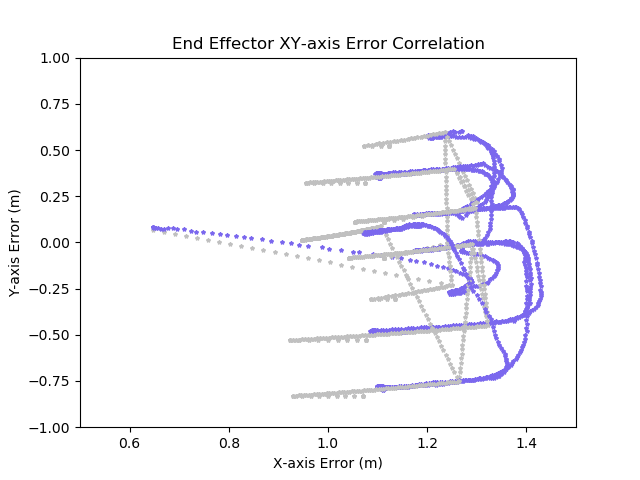 End Effector XY-axis Error Correlation
1.00
0.75
0.50
0.25
0.00
−0.25
−0.50
−0.75
−1.00
Y-axis Error (m)
0.6 0.8 1.0 1.2 1.4
X-axis Error (m)